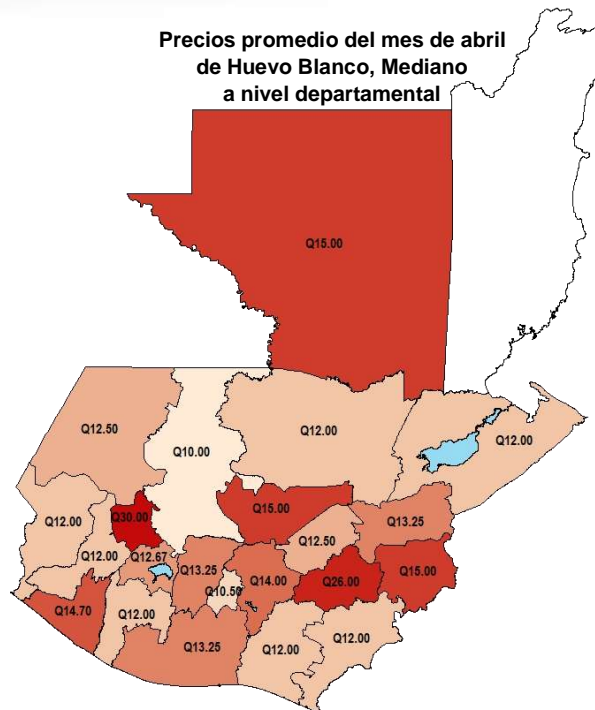 Precios promedio del mes de abril
de Huevo Blanco, Mediano
a nivel departamental
Q15.00
Q12.50
Q10.00
Q12.00
Q12.00
Q12.00
Q30.00
Q15.00
Q13.25
Q12.50
Q12.00
Q12.67
Q13.25
Q14.00
Q26.00
Q15.00
Q10.50
Q14.70
Q12.00
Q13.25
Q12.00
Q12.00